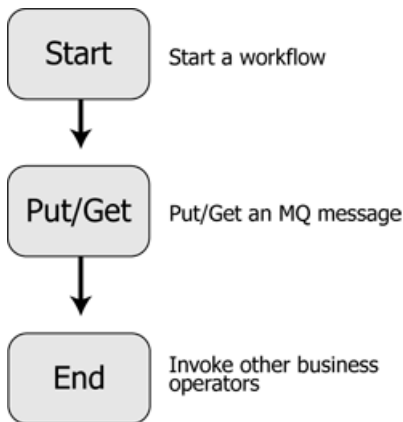 Start
Start a workflow
Put/Get
Put/Get an MQ message
End
Invoke other business
operators